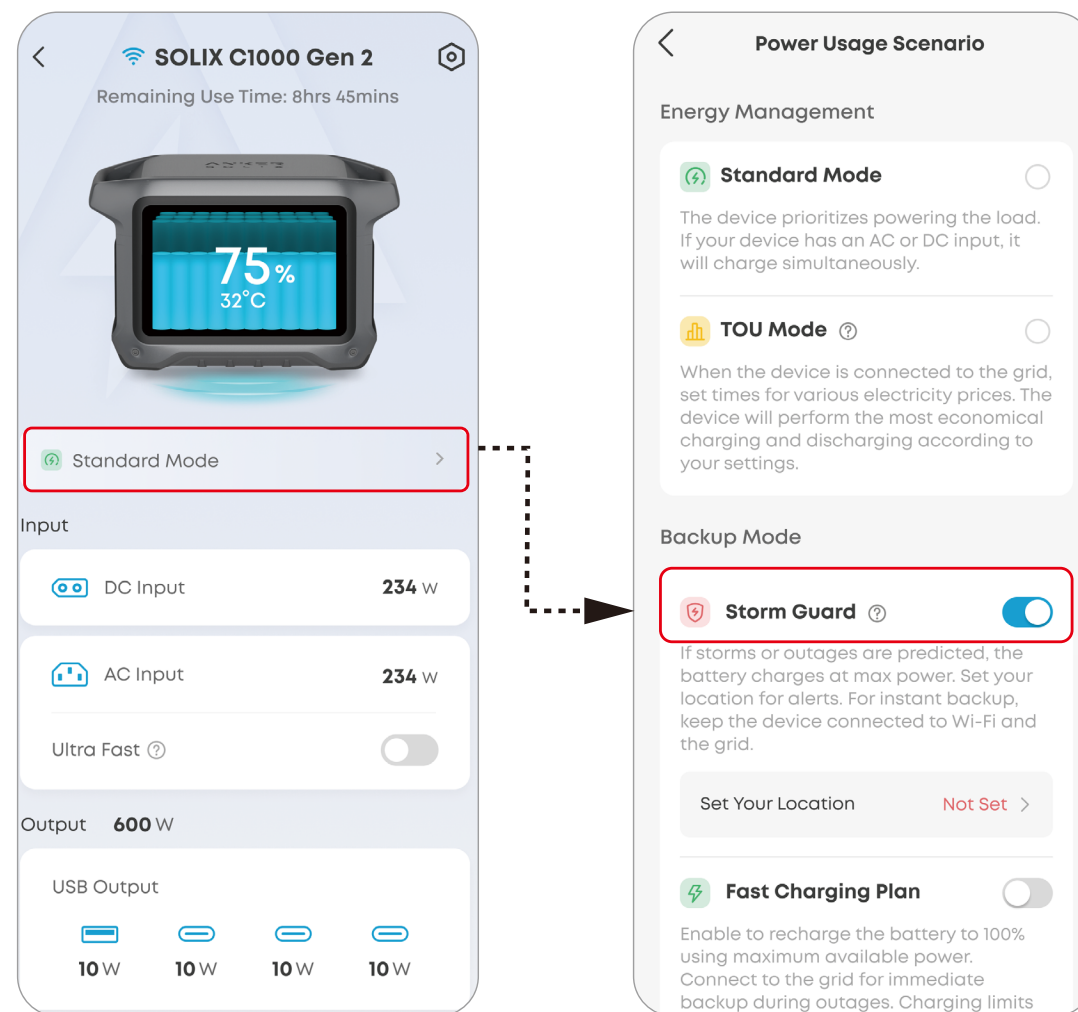 SOLIX C1000 Gen 2
Remaining Use Time: 8hrs 45mins
ANKER
SOLIX
75%
32°C
Standard Mode
Input
DC Input 234 W
AC Input 234 W
Ultra Fast ?
Output 600 W
USB Output
10 W 10 W 10 W 10 W
Power Usage Scenario
Energy Management
Standard Mode
The device prioritizes powering the load.
If your device has an AC or DC input, it
will charge simultaneously.
TOU Mode ?
When the device is connected to the grid,
set times for various electricity prices. The
device will perform the most economical
charging and discharging according to
your settings.
Backup Mode
Storm Guard ?
If storms or outages are predicted, the
battery charges at max power. Set your
location for alerts. For instant backup,
keep the device connected to Wi-Fi and
the grid.
Set Your Location Not Set
Fast Charging Plan
Enable to recharge the battery to 100%
using maximum available power.
Connect to the grid for immediate
backup during outages. Charging limits